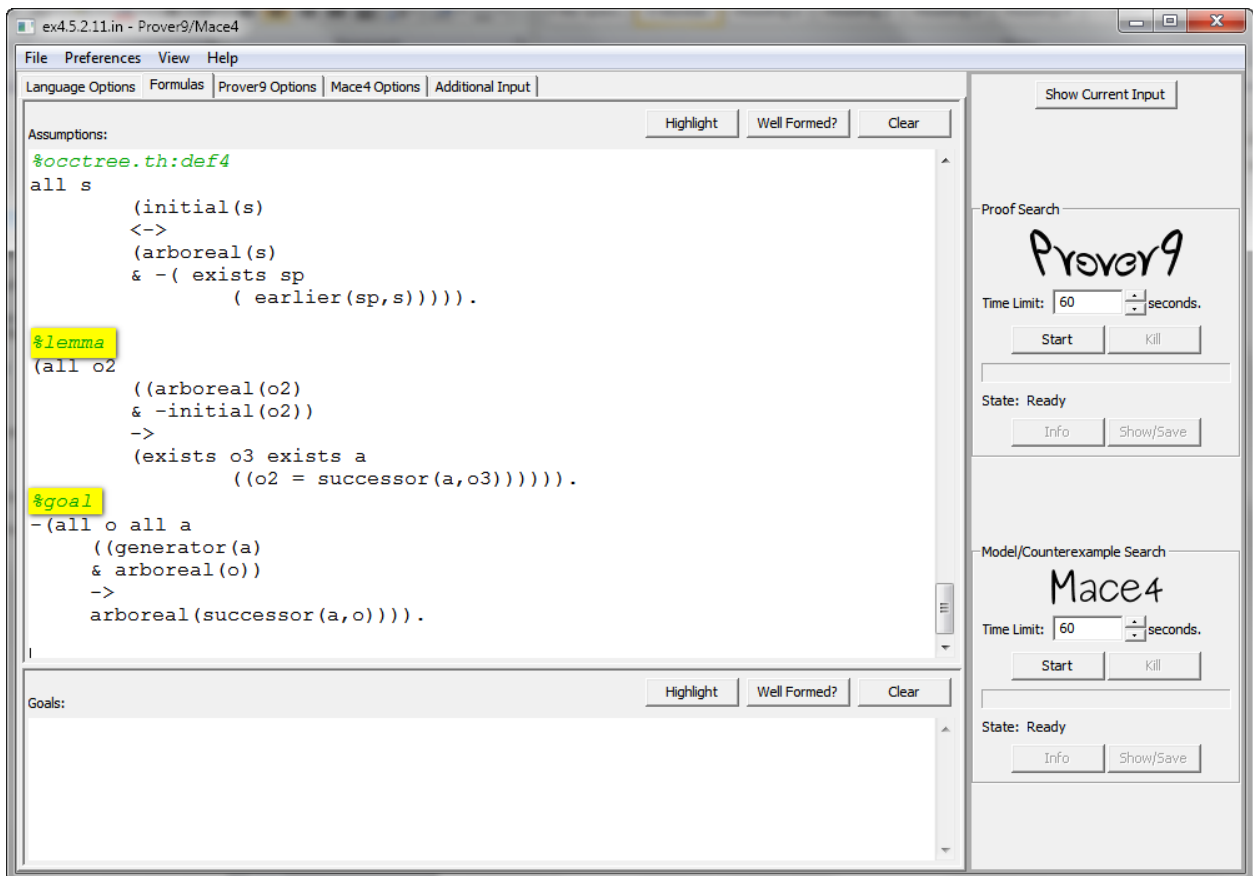 ex4.5.2.11.in - Prover9/Mace4
File Preferences View Help
Language Options Formulas Prover9 Options Mace4 Options Additional Input
Show Current Input
Assumptions:
Highlight Well Formed? Clear
%occtree.th:def4
all s
(initial(s)
<->
(arboreal(s)
& -( exists sp
( earlier(sp,s))))).
%lemma
(all o2
((arboreal(o2)
& -initial(o2))
->
(exists o3 exists a
((o2 = successor(a,o3)))))).
%goal
-(all o all a
((generator(a)
& arboreal(o))
->
arboreal(successor(a,o)))).
Goals:
Highlight Well Formed? Clear
Proof Search
Prover9
Time Limit: 60 seconds.
Start Kill
State: Ready
Info Show/Save
Model/Counterexample Search
Mace4
Time Limit: 60 seconds.
Start Kill
State: Ready
Info Show/Save